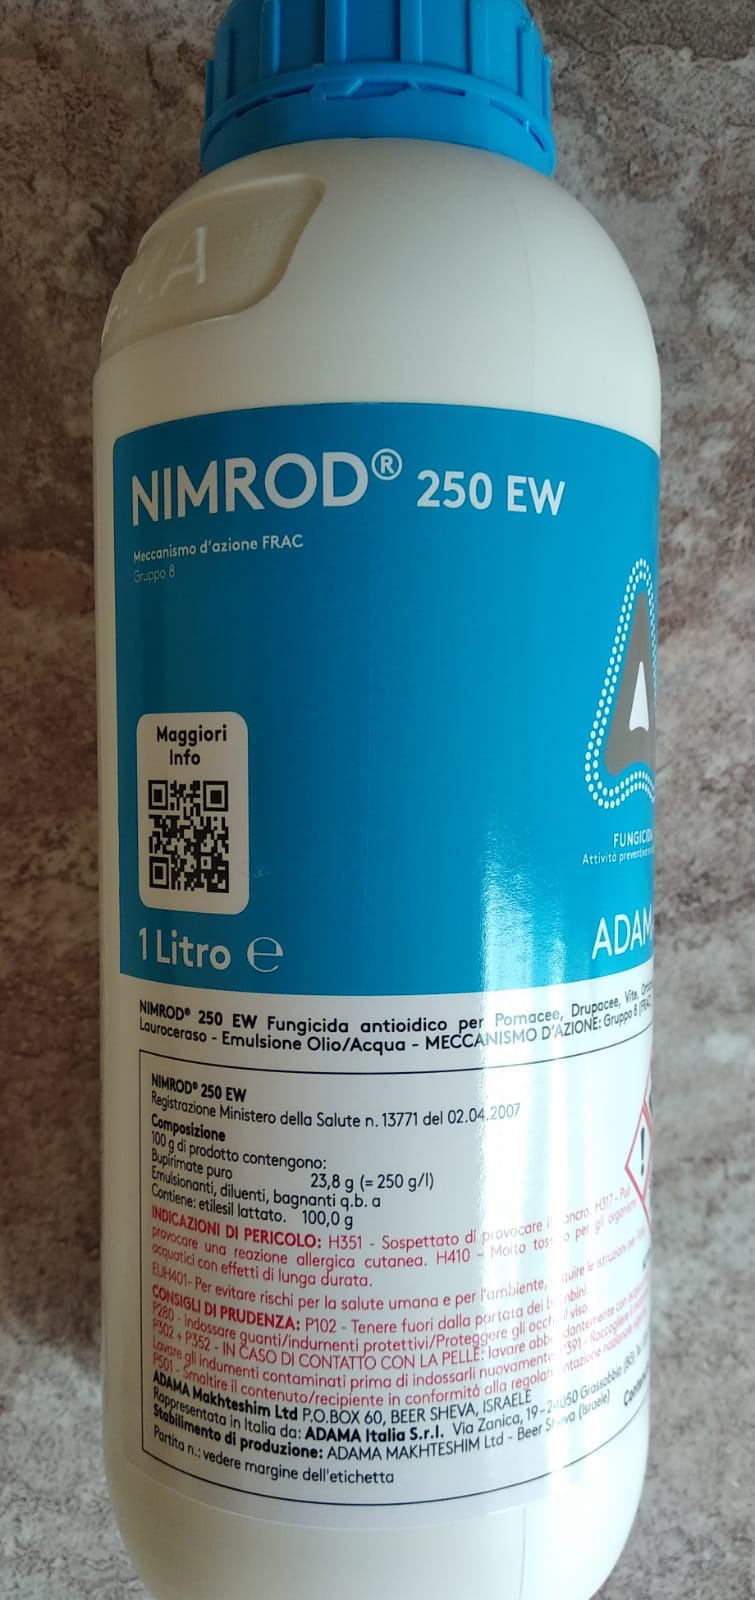 MA
NIMROD® 250 EW
Meccanismo d'azione FRAC
Gruppo 8
Maggiori
Info
FUNGICIDA
Attività
1 Litro e
ADAM
NIMROD® 250 EW Fungicida antioidico per Pomacee, Drupacee, Vite,
Lauroceraso - Emulsione Olio/Acqua - MECCANISMO D'AZIONE: Gruppo 8 (FRAC)
NIMROD® 250 EW
Registrazione Ministero della Salute n. 13771 del 02.04.2007
Composizione
100 g di prodotto contengono:
Bupirimate puro 23,8 g (= 250 g/l)
Emulsionanti, diluenti, bagnanti q.b. a 100,0 g
Contiene: etilesil lattato.
INDICAZIONI DI PERICOLO: H351 - Sospettato di provocare il cancro. H317 - Può
provocare una reazione allergica cutanea. H410 - Molto tossico per gli organismi
acquatici con effetti di lunga durata.
EUH401- Per evitare rischi per la salute umana e per l'ambiente, seguire le istruzioni per
CONSIGLI DI PRUDENZA: P102 - Tenere fuori dalla portata dei bambini.
P280 - Indossare guanti/indumenti protettivi/Proteggere gli occhi/il viso.
P302 + P352 - IN CASO DI CONTATTO CON LA PELLE: lavare abbondantemente con
Lavare gli indumenti contaminati prima di indossarli nuovamente. P391 - Raccogliere
P501 - Smaltire il contenuto/recipiente in conformità alla regolamentazione nazionale
ADAMA Makhteshim Ltd P.O.BOX 60, BEER SHEVA, ISRAELE
Rappresentata in Italia da: ADAMA Italia S.r.l. Via Zanica, 19 - 24050 Grassobbio (BG)
Stabilimento di produzione: ADAMA MAKHTESHIM Ltd - Beer Sheva (Israele)
Partita n.: vedere margine dell'etichetta